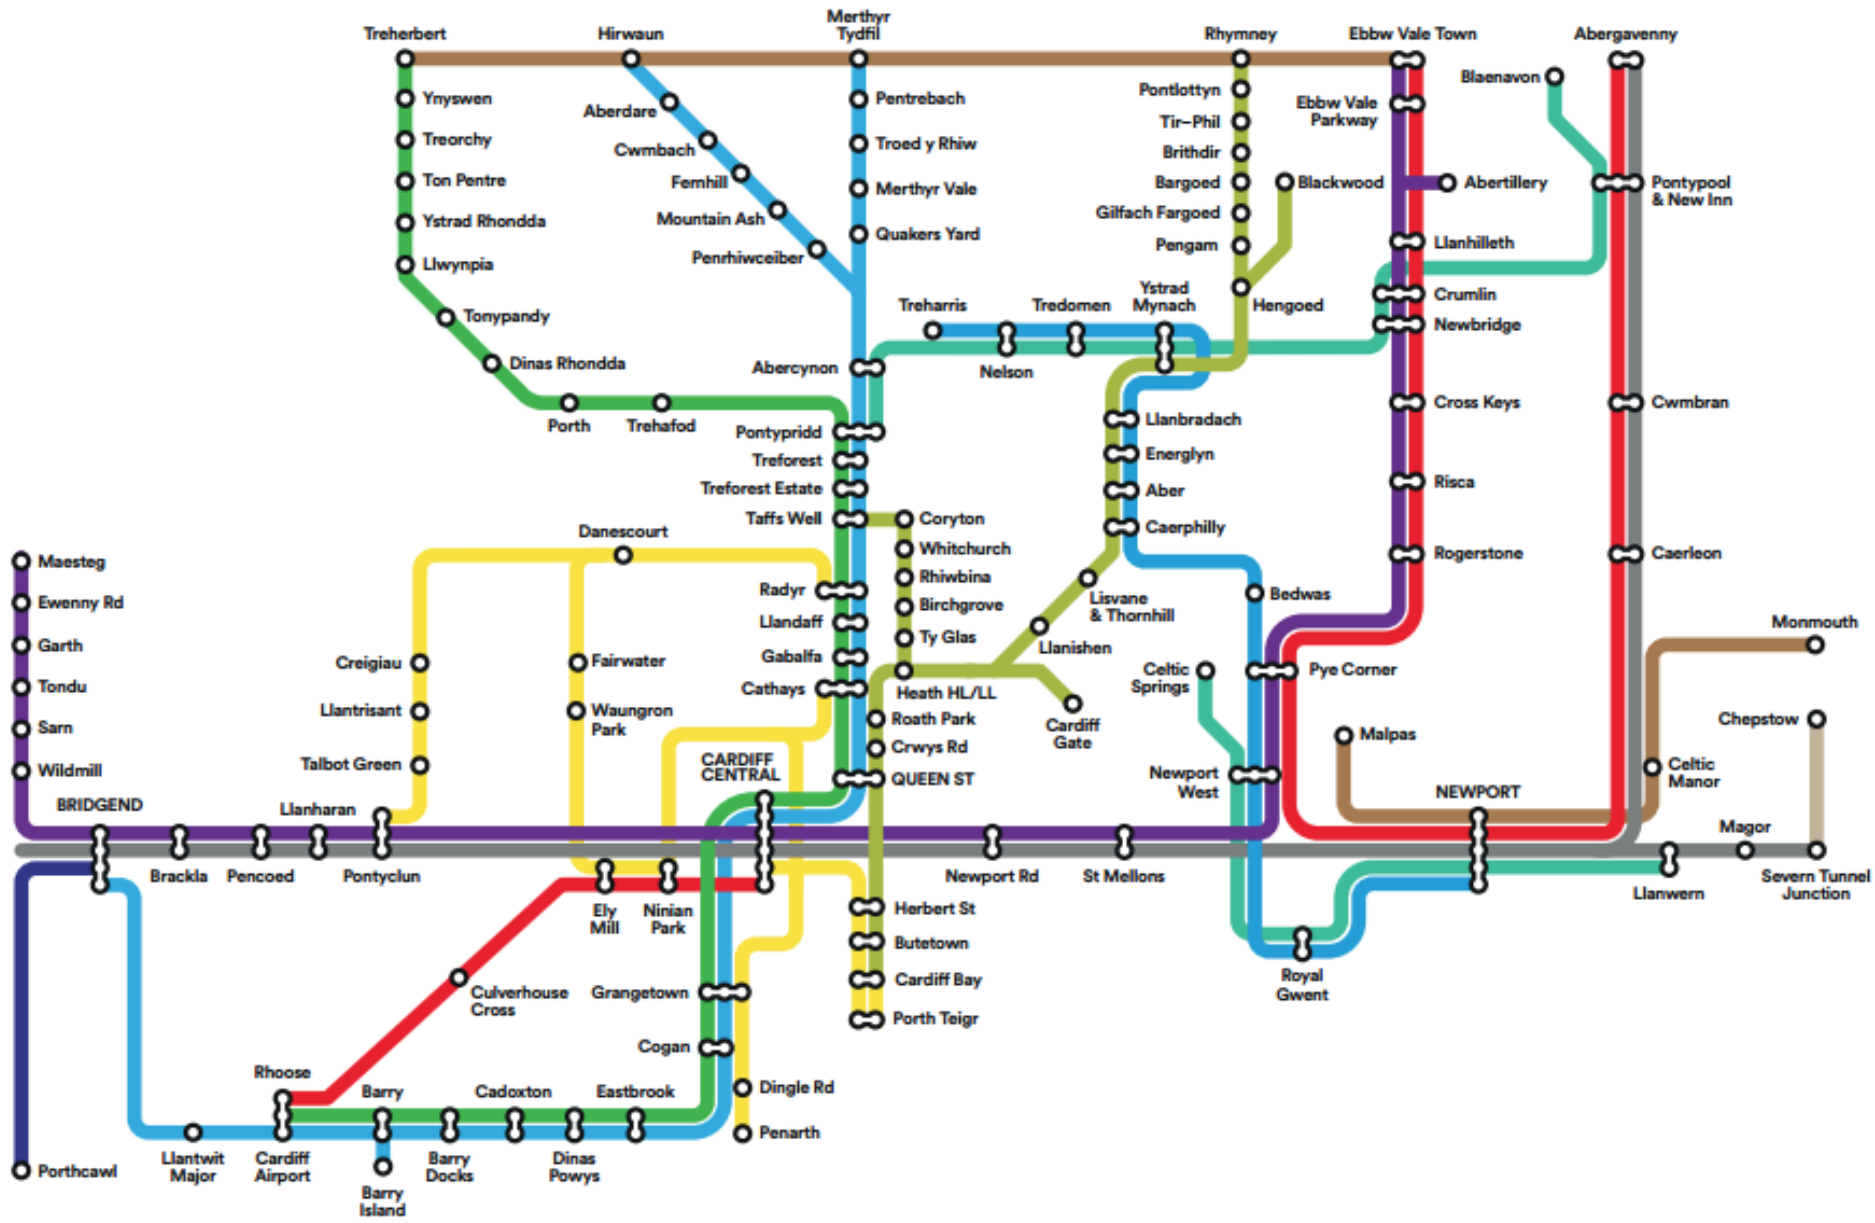 Treherbert
Hirwaun
Merthyr
Tydfil
Rhymney
Ebbw Vale Town
Abergavenny
Blaenavon
Ynyswen
Pentrebach
Pontlottyn
Ebbw Vale
Parkway
Aberdare
Tir-Phil
Treorchy
Troed y Rhiw
Cwmbach
Brithdir
Ton Pentre
Fernhill
Merthyr Vale
Bargoed
Blackwood
Abertillery
Pontypool
& New Inn
Ystrad Rhondda
Mountain Ash
Gilfach Fargoed
Quakers Yard
Pengam
Llanhilleth
Llwynpia
Penrhiwceiber
Treharris
Tredomen
Ystrad
Mynach
Hengoed
Crumlin
Tonypandy
Newbridge
Dinas Rhondda
Abercynon
Nelson
Porth
Trehafod
Cross Keys
Cwmbran
Pontypridd
Llanbradach
Treforest
Energlyn
Treforest Estate
Aber
Risca
Taffs Well
Coryton
Caerphilly
Danescourt
Whitchurch
Rogerstone
Caerleon
Maesteg
Rhiwbina
Radyr
Birchgrove
Lisvane
& Thornhill
Bedwas
Ewenny Rd
Llandaff
Ty Glas
Monmouth
Garth
Creigiau
Fairwater
Gabalfa
Llanishen
Celtic
Springs
Pye Corner
Tondu
Cathays
Heath HL/LL
Llantrisant
Waungron
Park
Roath Park
Cardiff
Gate
Malpas
Chepstow
Sarn
Crwys Rd
Talbot Green
CARDIFF
CENTRAL
QUEEN ST
Newport
West
Celtic
Manor
Wildmill
BRIDGEND
Llanharan
NEWPORT
Magor
Brackla
Pencoed
Pontyclun
Newport Rd
St Mellons
Llanwern
Severn Tunnel
Junction
Ely
Mill
Ninian
Park
Herbert St
Butetown
Culverhouse
Cross
Grangetown
Cardiff Bay
Royal
Gwent
Porth Teigr
Cogan
Rhoose
Barry
Cadoxton
Eastbrook
Dingle Rd
Penarth
Porthcawl
Llantwit
Major
Cardiff
Airport
Barry
Docks
Dinas
Powys
Barry
Island